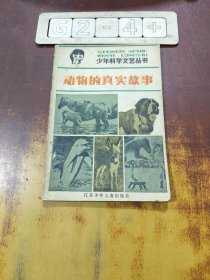 G-2-4+
SHAONIAN KEXUE
WENYI CONGSHU
少年科学文艺丛书
动物的真实故事
江苏少年儿童出版社